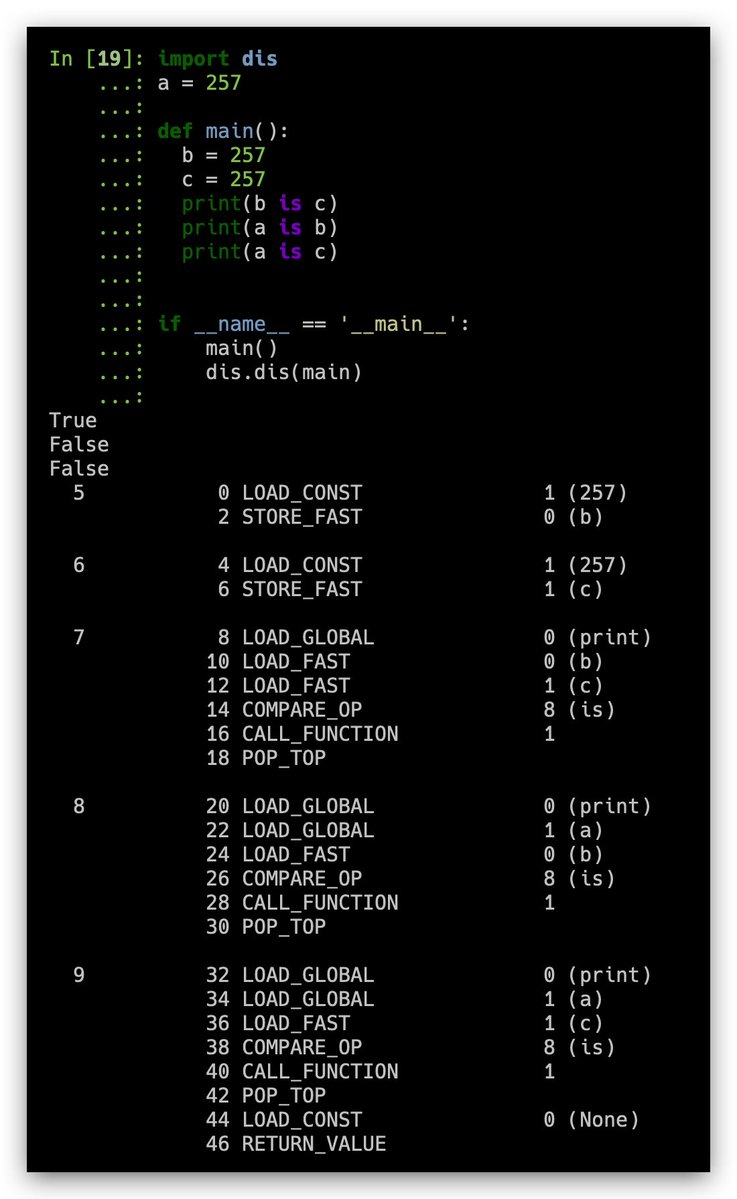 In [19]: import dis
    ...: a = 257
    ...:
    ...: def main():
    ...:   b = 257
    ...:   c = 257
    ...:   print(b is c)
    ...:   print(a is b)
    ...:   print(a is c)
    ...:
    ...:
    ...: if __name__ == '__main__':
    ...:     main()
    ...:     dis.dis(main)
    ...:
True
False
False
  5           0 LOAD_CONST               1 (257)
              2 STORE_FAST               0 (b)

  6           4 LOAD_CONST               1 (257)
              6 STORE_FAST               1 (c)

  7           8 LOAD_GLOBAL              0 (print)
             10 LOAD_FAST                0 (b)
             12 LOAD_FAST                1 (c)
             14 COMPARE_OP               8 (is)
             16 CALL_FUNCTION            1
             18 POP_TOP

  8          20 LOAD_GLOBAL              0 (print)
             22 LOAD_GLOBAL              1 (a)
             24 LOAD_FAST                0 (b)
             26 COMPARE_OP               8 (is)
             28 CALL_FUNCTION            1
             30 POP_TOP

  9          32 LOAD_GLOBAL              0 (print)
             34 LOAD_GLOBAL              1 (a)
             36 LOAD_FAST                1 (c)
             38 COMPARE_OP               8 (is)
             40 CALL_FUNCTION            1
             42 POP_TOP
             44 LOAD_CONST               0 (None)
             46 RETURN_VALUE